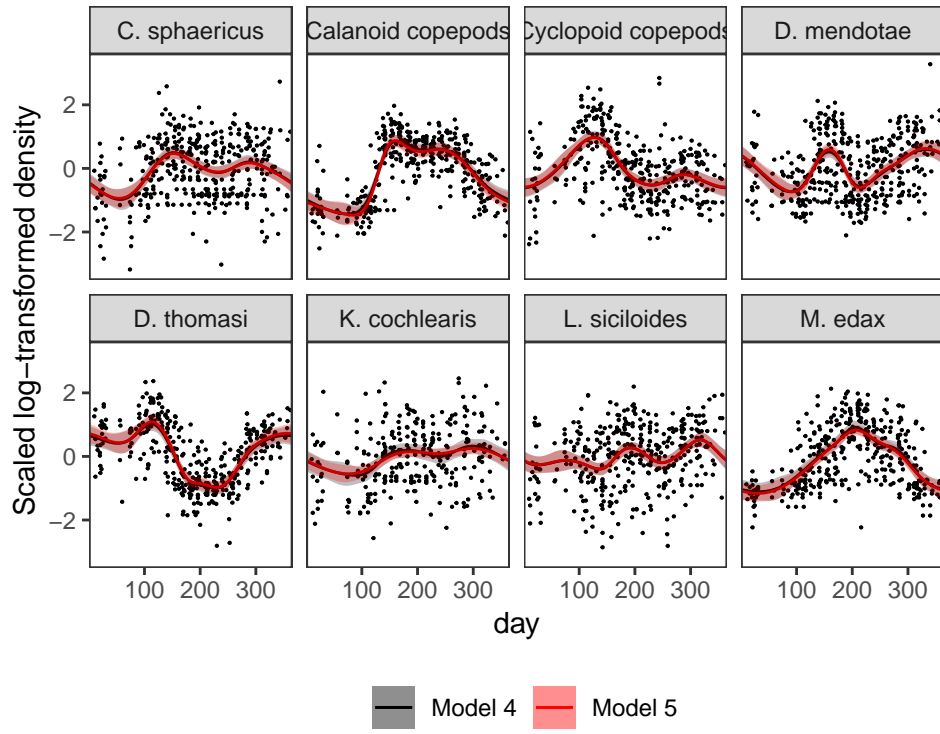 C. sphaericus Calanoid copepods Cyclopoid copepods D. mendotae
2
0
−2
D. thomasi K. cochlearis L. siciloides M. edax
2
0
−2
Scaled log−transformed density
100 200 300 100 200 300 100 200 300 100 200 300
day
Model 4 Model 5